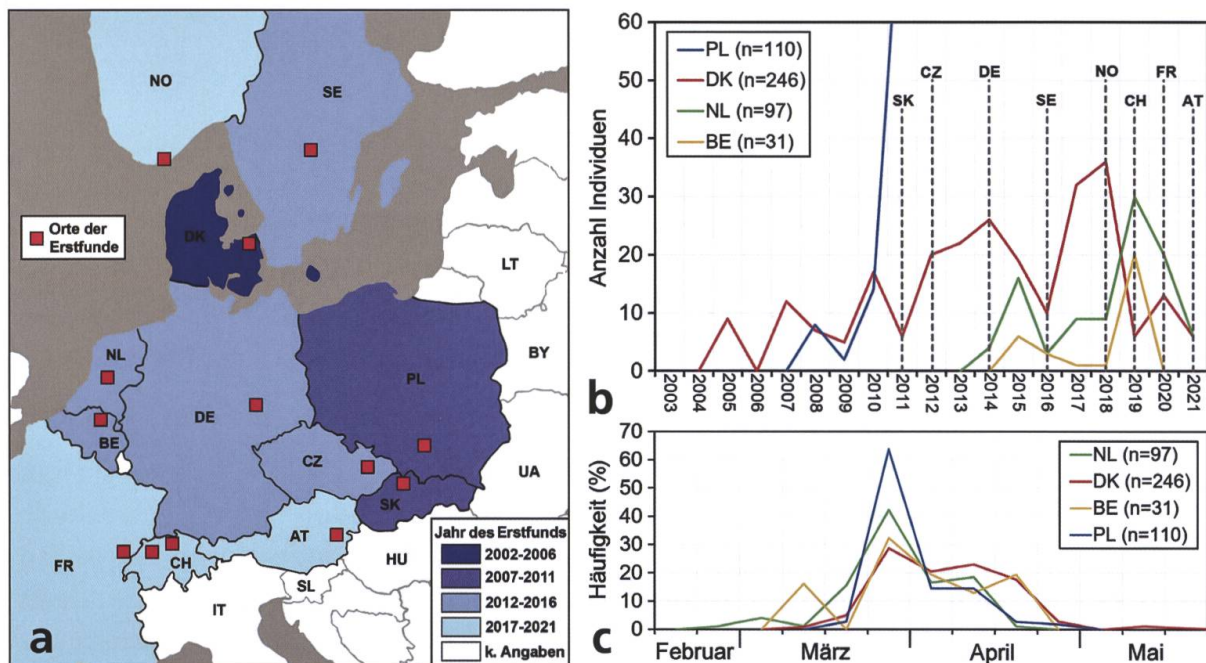 NO
SE
Orte der
Erstfunde
DK
LT
BY
NL
PL
DE
BE
CZ
UA
SK
AT
FR
CH
HU
SL
IT
Jahr des Erstfunds
2002-2006
2007-2011
2012-2016
2017-2021
k. Angaben
a
60
50
40
30
20
10
0
Anzahl Individuen
PL (n=110)
DK (n=246)
NL (n=97)
BE (n=31)
SK
CZ
DE
SE
NO
CH
FR
AT
2003
2004
2005
2006
2007
2008
2009
2010
2011
2012
2013
2014
2015
2016
2017
2018
2019
2020
2021
b
70
60
50
40
30
20
10
0
Häufigkeit (%)
NL (n=97)
DK (n=246)
BE (n=31)
PL (n=110)
Februar März April Mai
c